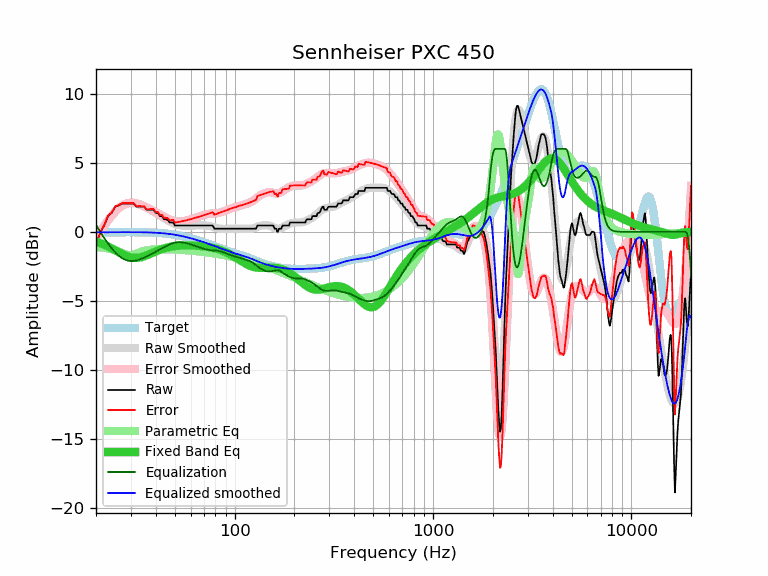 Sennheiser PXC 450
Amplitude (dBr)
10
5
0
−5
−10
−15
−20
Target
Raw Smoothed
Error Smoothed
Raw
Error
Parametric Eq
Fixed Band Eq
Equalization
Equalized smoothed
100
1000
10000
Frequency (Hz)